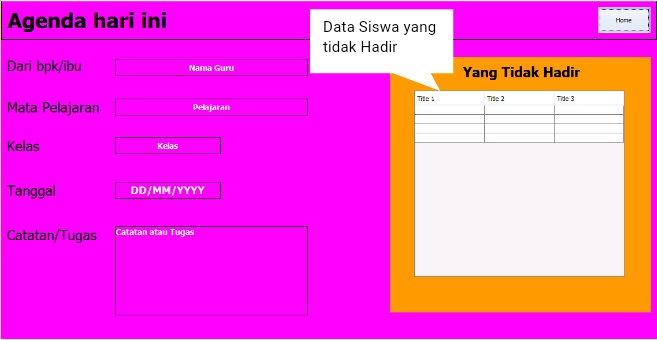 Agenda hari ini
Home
Data Siswa yang
tidak Hadir
Dari bpk/ibu
Nama Guru
Mata Pelajaran
Pelajaran
Kelas
Kelas
Tanggal
DD/MM/YYYY
Catatan/Tugas
Catatan atau Tugas
Yang Tidak Hadir
Title 1
Title 2
Title 3